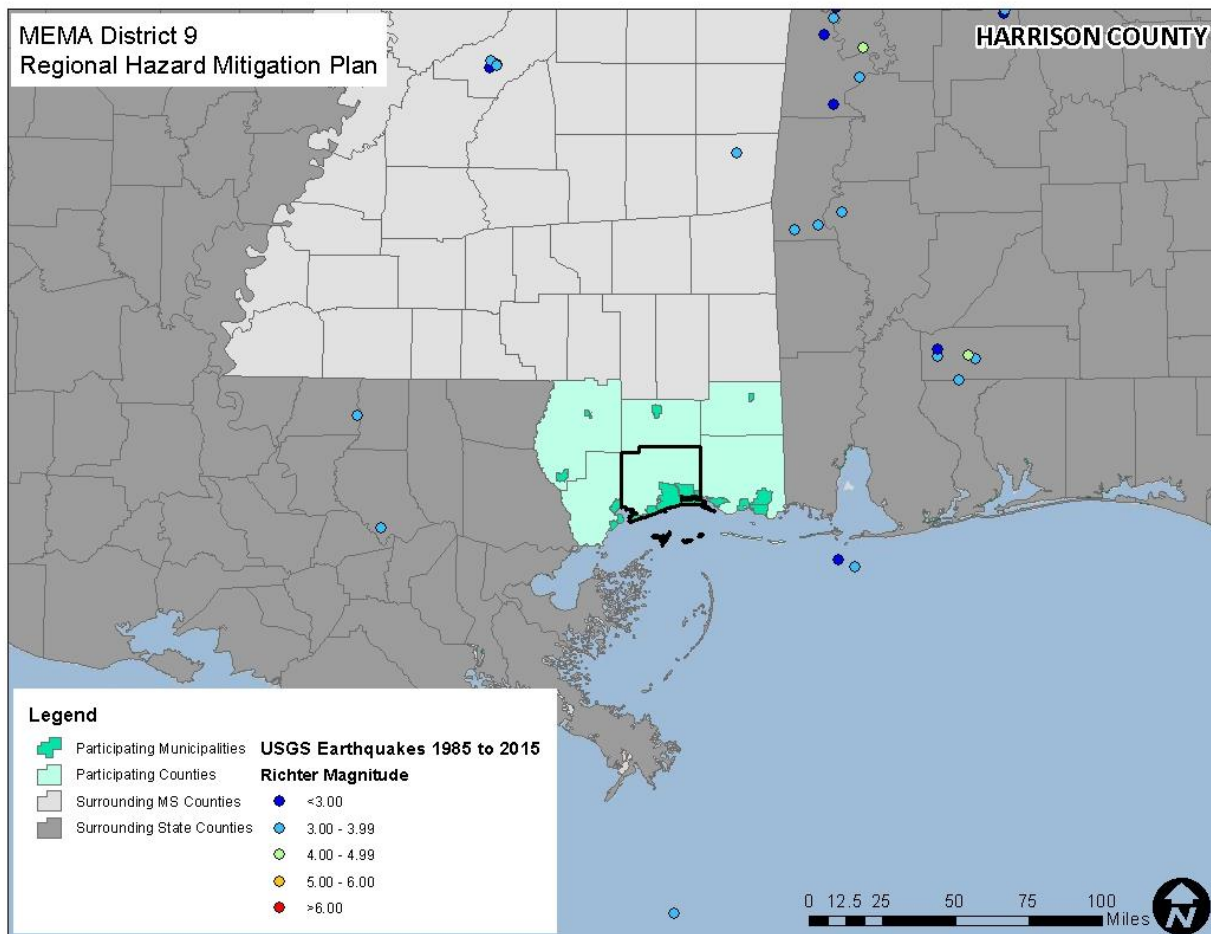 MEMA District 9
Regional Hazard Mitigation Plan
HARRISON COUNTY
Legend
Participating Municipalities
Participating Counties
Surrounding MS Counties
Surrounding State Counties
USGS Earthquakes 1985 to 2015
Richter Magnitude
<3.00
3.00 - 3.99
4.00 - 4.99
5.00 - 6.00
>6.00
0 12.5 25 50 75 100
Miles
N